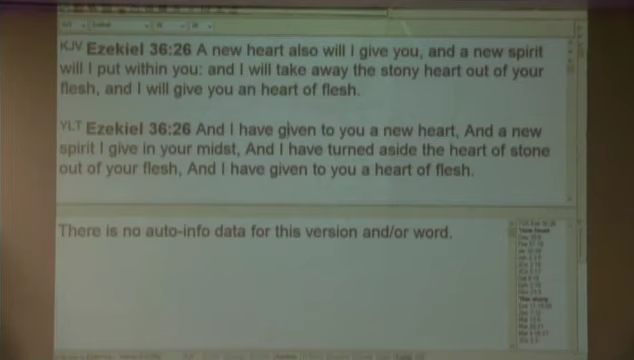 KJV Ezekiel 36:26 A new heart also will I give you, and a new spirit
will I put within you: and I will take away the stony heart out of your
flesh, and I will give you an heart of flesh.
YLT Ezekiel 36:26 And I have given to you a new heart, And a new
spirit I give in your midst, And I have turned aside the heart of stone
out of your flesh, And I have given to you a heart of flesh.
There is no auto-info data for this version and/or word.